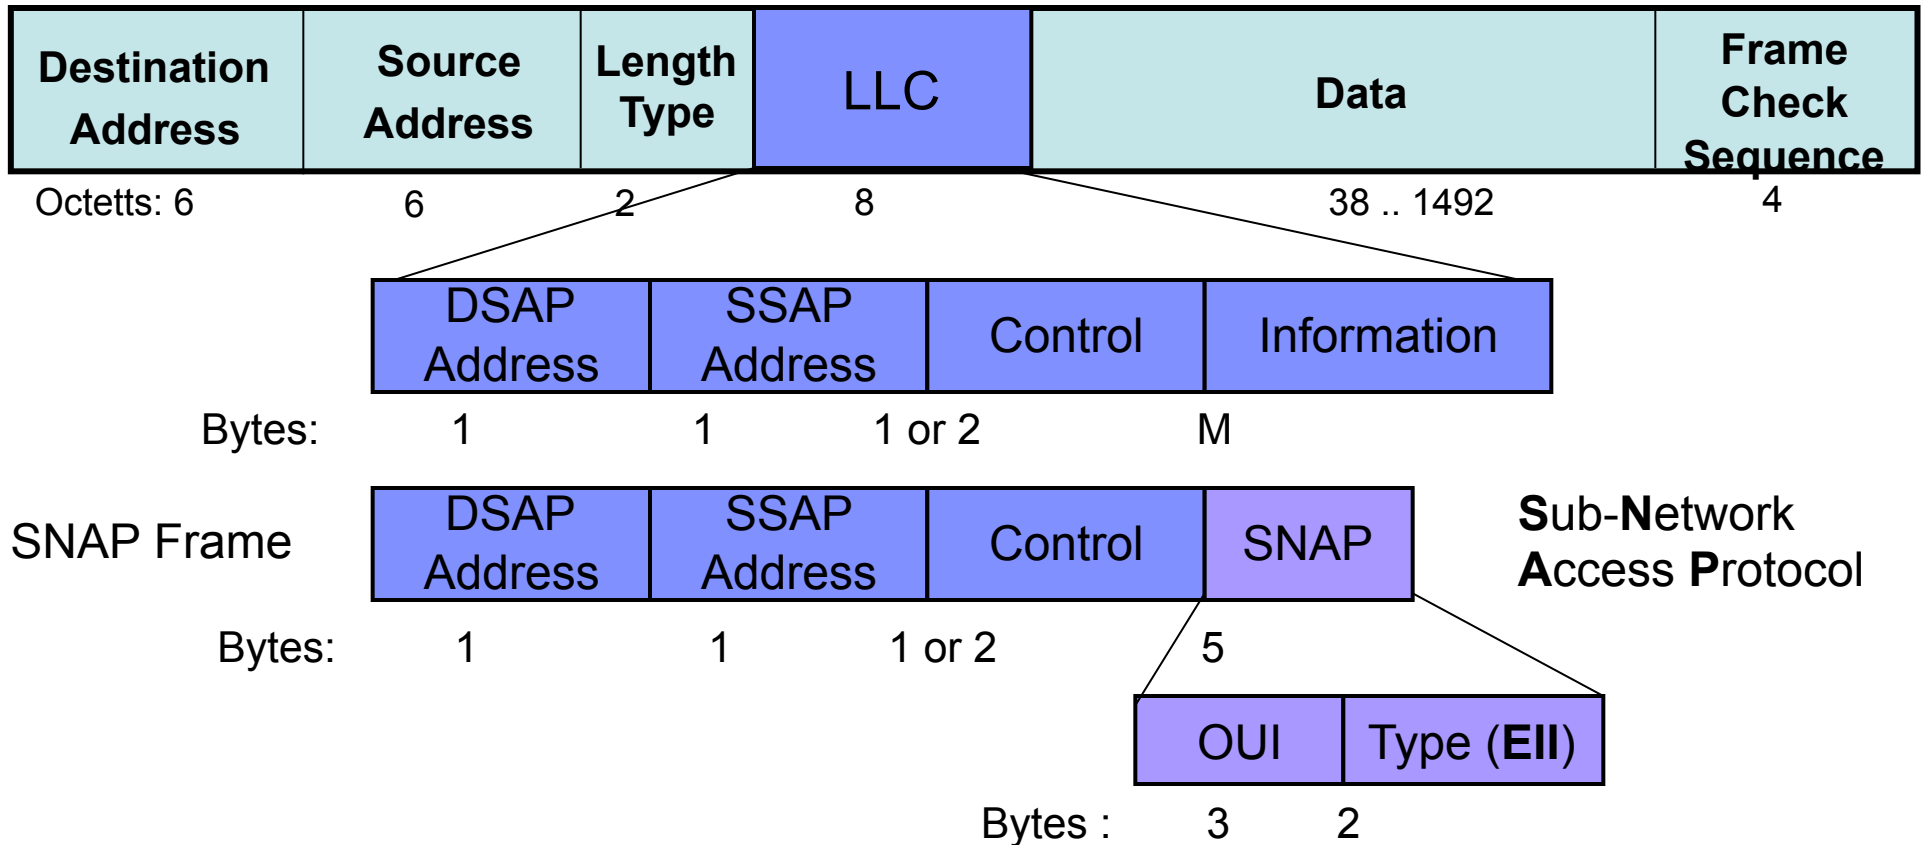 Destination Address
Source Address
Length Type
LLC
Data
Frame Check Sequence
Octetts: 6 6 2 8 38 .. 1492 4
DSAP Address
SSAP Address
Control
Information
Bytes: 1 1 1 or 2 M
SNAP Frame
DSAP Address
SSAP Address
Control
SNAP
Sub-Network
Access Protocol
Bytes: 1 1 1 or 2 5
OUI
Type (EII)
Bytes : 3 2